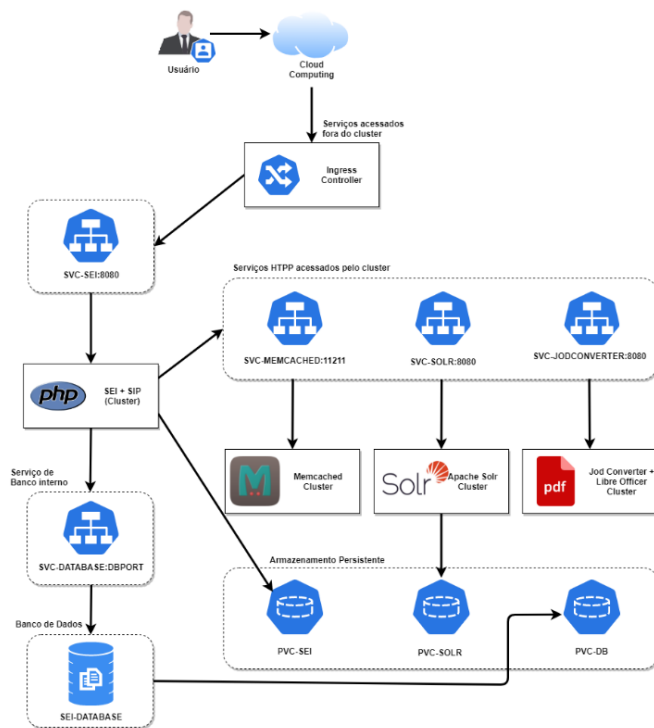 Usuário
Cloud
Computing
Serviços acessados
fora do cluster
Ingress
Controller
SVC-SEI:8080
Serviços HTPP acessados pelo cluster
SVC-MEMCACHED:11211
SVC-SOLR:8080
SVC-JODCONVERTER:8080
php
SEI + SIP
(Cluster)
Serviço de
Banco interno
M
Memcached
Cluster
Solr
Apache Solr
Cluster
pdf
Jod Converter +
Libre Officer
Cluster
SVC-DATABASE:DBPORT
Armazenamento Persistente
Banco de Dados
PVC-SEI
PVC-SOLR
PVC-DB
SEI-DATABASE